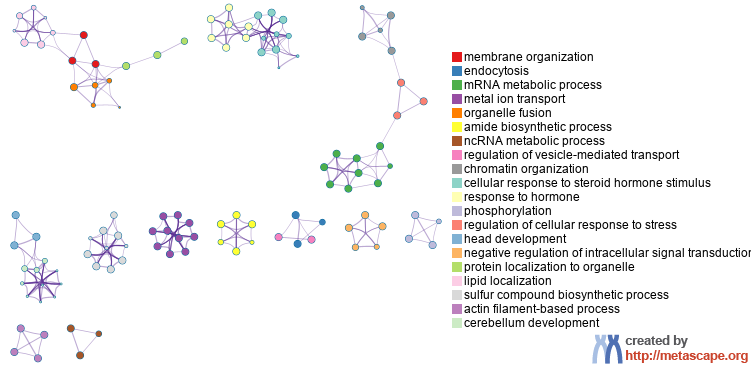 membrane organization
endocytosis
mRNA metabolic process
metal ion transport
organelle fusion
amide biosynthetic process
ncRNA metabolic process
regulation of vesicle-mediated transport
chromatin organization
cellular response to steroid hormone stimulus
response to hormone
phosphorylation
regulation of cellular response to stress
head development
negative regulation of intracellular signal transduction
protein localization to organelle
lipid localization
sulfur compound biosynthetic process
actin filament-based process
cerebellum development
created by
http://metascape.org